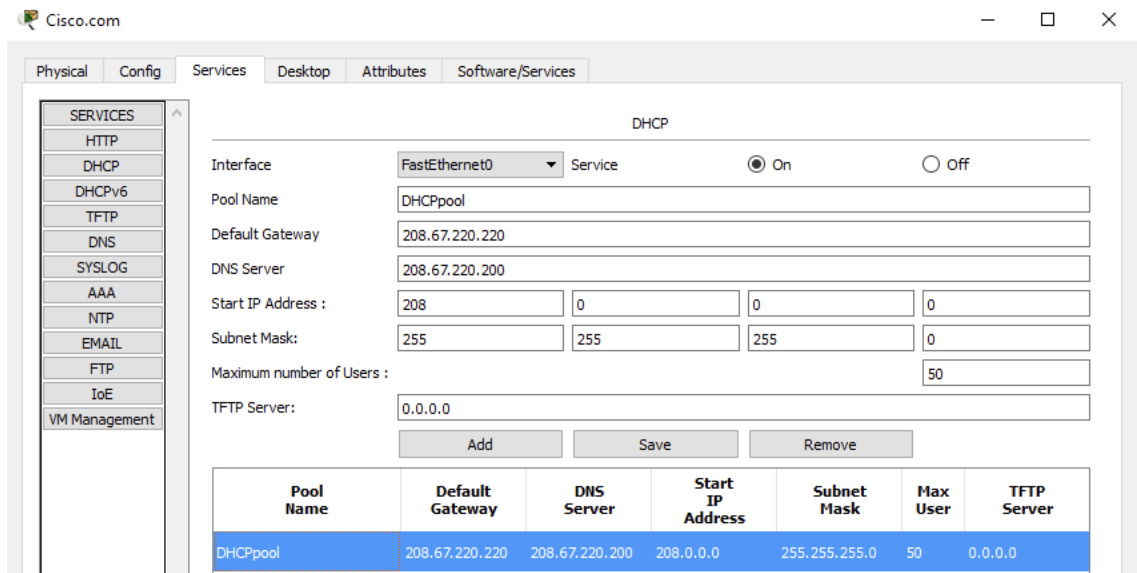 Cisco.com
Physical Config Services Desktop Attributes Software/Services
SERVICES
HTTP
DHCP
DHCPv6
TFTP
DNS
SYSLOG
AAA
NTP
EMAIL
FTP
IoE
VM Management
DHCP
Interface FastEthernet0 Service On Off
Pool Name DHCPpool
Default Gateway 208.67.220.220
DNS Server 208.67.220.200
Start IP Address : 208 0 0 0
Subnet Mask: 255 255 255 0
Maximum number of Users : 50
TFTP Server: 0.0.0.0
Add Save Remove
Pool Name Default Gateway DNS Server Start IP Address Subnet Mask Max User TFTP Server
DHCPpool 208.67.220.220 208.67.220.200 208.0.0.0 255.255.255.0 50 0.0.0.0